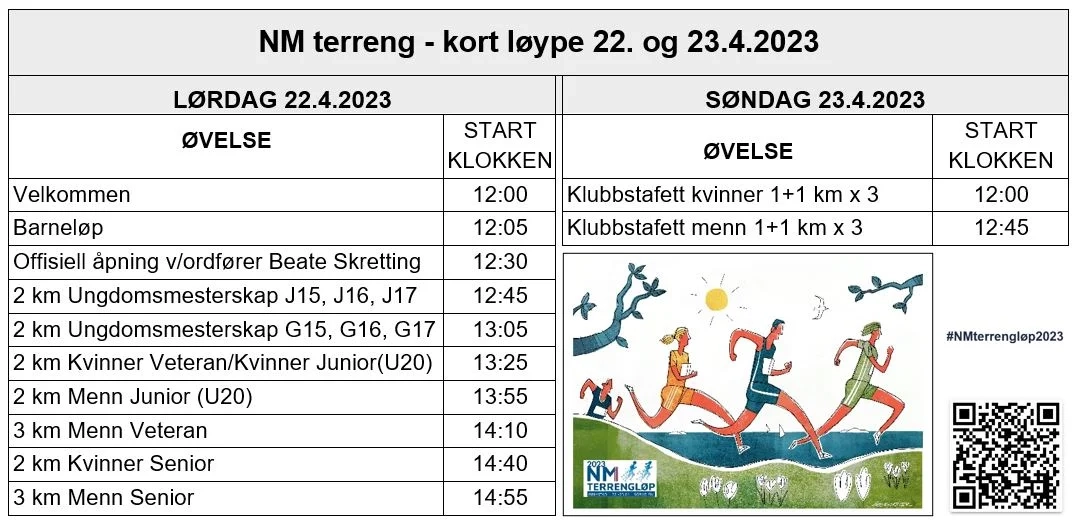 NM terreng - kort løype 22. og 23.4.2023
LØRDAG 22.4.2023
ØVELSE
START
KLOKKEN
Velkommen 12:00
Barneløp 12:05
Offisiell åpning v/ordfører Beate Skretting 12:30
2 km Ungdomsmesterskap J15, J16, J17 12:45
2 km Ungdomsmesterskap G15, G16, G17 13:05
2 km Kvinner Veteran/Kvinner Junior(U20) 13:25
2 km Menn Junior (U20) 13:55
3 km Menn Veteran 14:10
2 km Kvinner Senior 14:40
3 km Menn Senior 14:55
SØNDAG 23.4.2023
ØVELSE
START
KLOKKEN
Klubbstafett kvinner 1+1 km x 3 12:00
Klubbstafett menn 1+1 km x 3 12:45
2023
NM
TERRENGLØP
#NMterrengløp2023